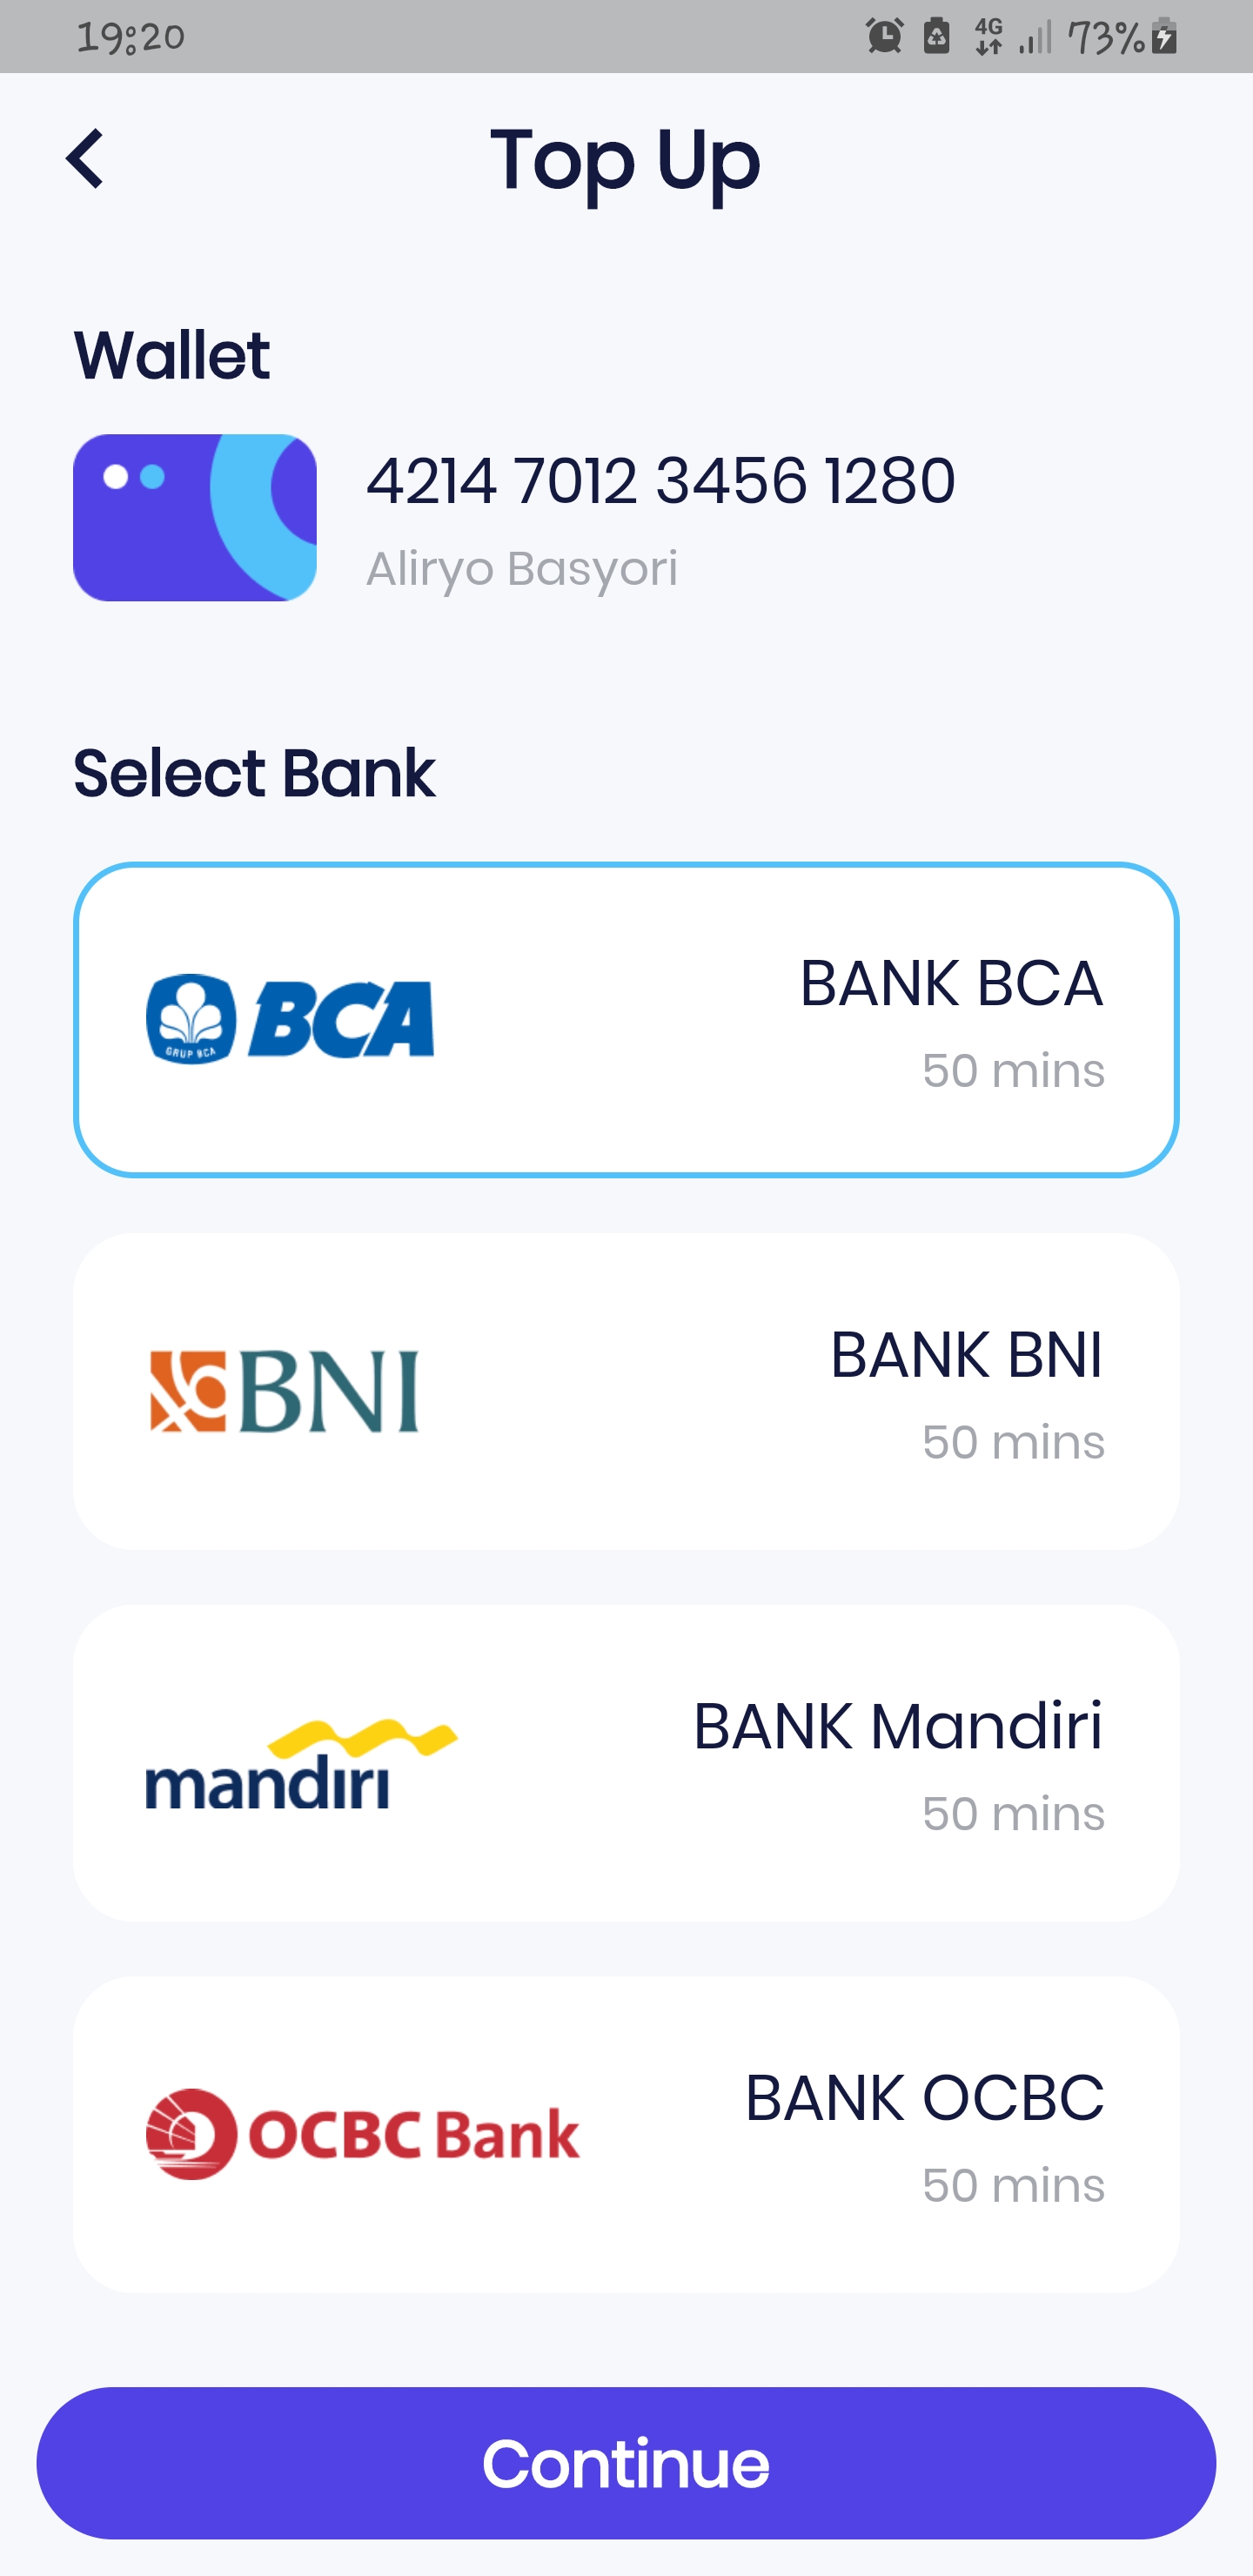 19:20
4G
73%
Top Up
Wallet
4214 7012 3456 1280
Aliryo Basyori
Select Bank
GRUP BCA
BCA
BANK BCA
50 mins
BNI
BANK BNI
50 mins
mandiri
BANK Mandiri
50 mins
OCBC Bank
BANK OCBC
50 mins
Continue